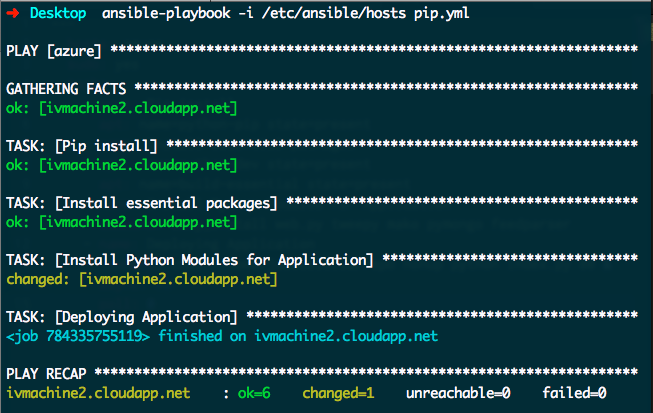 ➜ Desktop ansible-playbook -i /etc/ansible/hosts pip.yml
PLAY [azure] ******************************************************************
GATHERING FACTS ***************************************************************
ok: [ivmachine2.cloudapp.net]
TASK: [Pip install] ***********************************************************
ok: [ivmachine2.cloudapp.net]
TASK: [Install essential packages] ********************************************
ok: [ivmachine2.cloudapp.net]
TASK: [Install Python Modules for Application] ********************************
changed: [ivmachine2.cloudapp.net]
TASK: [Deploying Application] *************************************************
<job 784335755119> finished on ivmachine2.cloudapp.net
PLAY RECAP ********************************************************************
ivmachine2.cloudapp.net : ok=6 changed=1 unreachable=0 failed=0